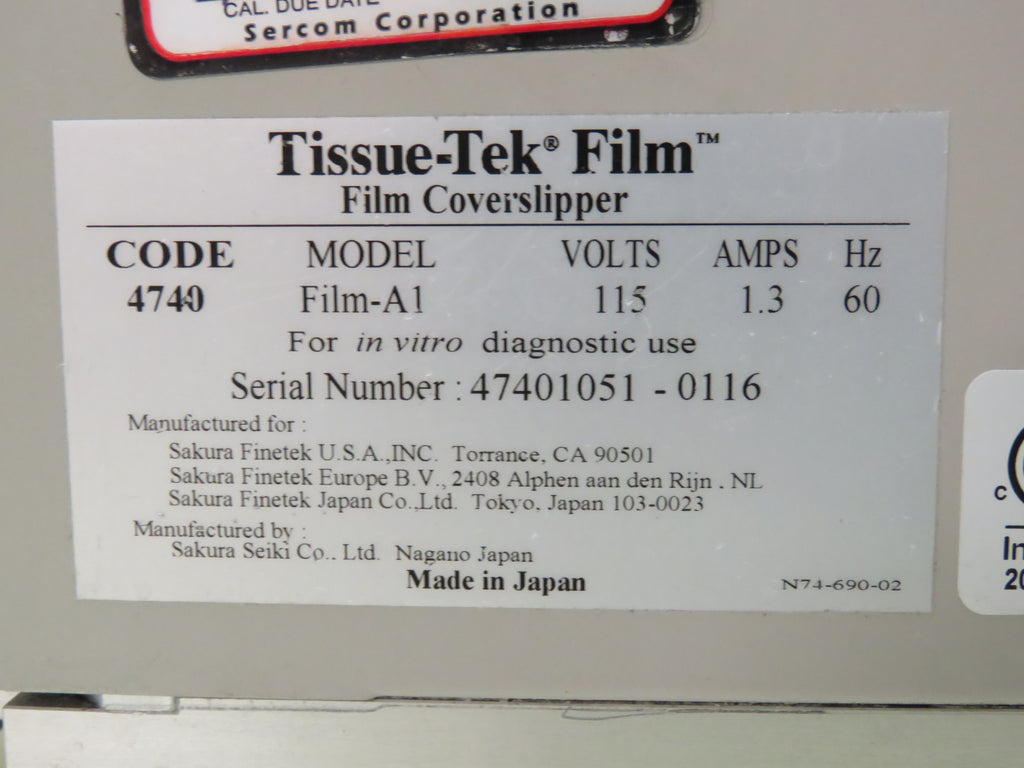 CAL. DUE DATE
Sercom Corporation
Tissue-Tek® Film™
Film Coverslipper
CODE MODEL VOLTS AMPS Hz
4740 Film-A1 115 1.3 60
For in vitro diagnostic use
Serial Number : 47401051 - 0116
Manufactured for :
Sakura Finetek U.S.A.,INC. Torrance, CA 90501
Sakura Finetek Europe B.V., 2408 Alphen aan den Rijn . NL
Sakura Finetek Japan Co.,Ltd. Tokyo, Japan 103-0023
Manufactured by :
Sakura Seiki Co., Ltd. Nagano Japan
Made in Japan
N74-690-02
C
In
20